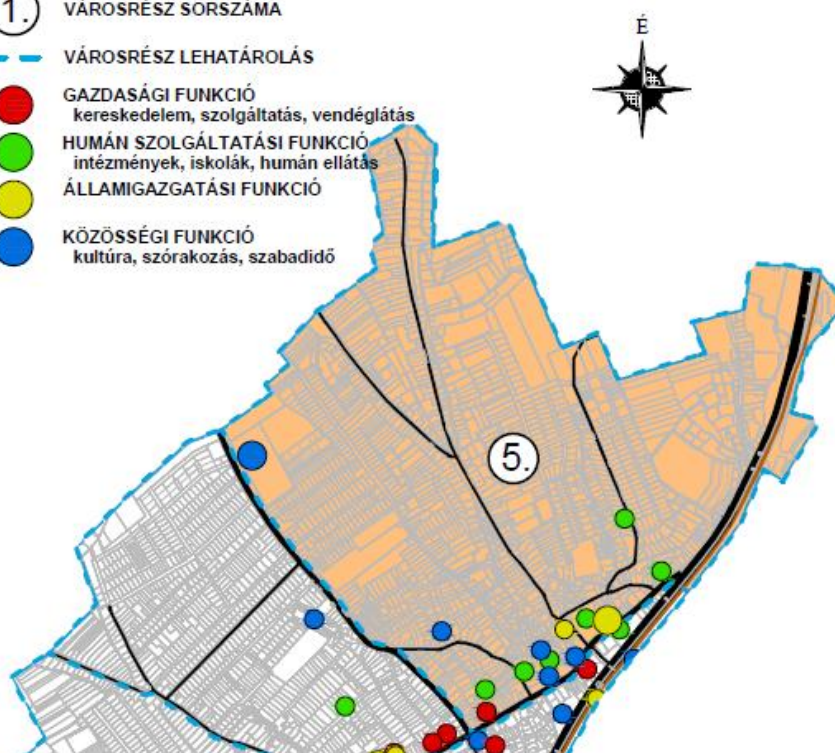 1.
VÁROSRÉSZ SORSZÁMA
VÁROSRÉSZ LEHATÁROLÁS
GAZDASÁGI FUNKCIÓ
kereskedelem, szolgáltatás, vendéglátás
HUMÁN SZOLGÁLTATÁSI FUNKCIÓ
intézmények, iskolák, humán ellátás
ÁLLAMIGAZGATÁSI FUNKCIÓ
KÖZÖSSÉGI FUNKCIÓ
kultúra, szórakozás, szabadidő
É
5.